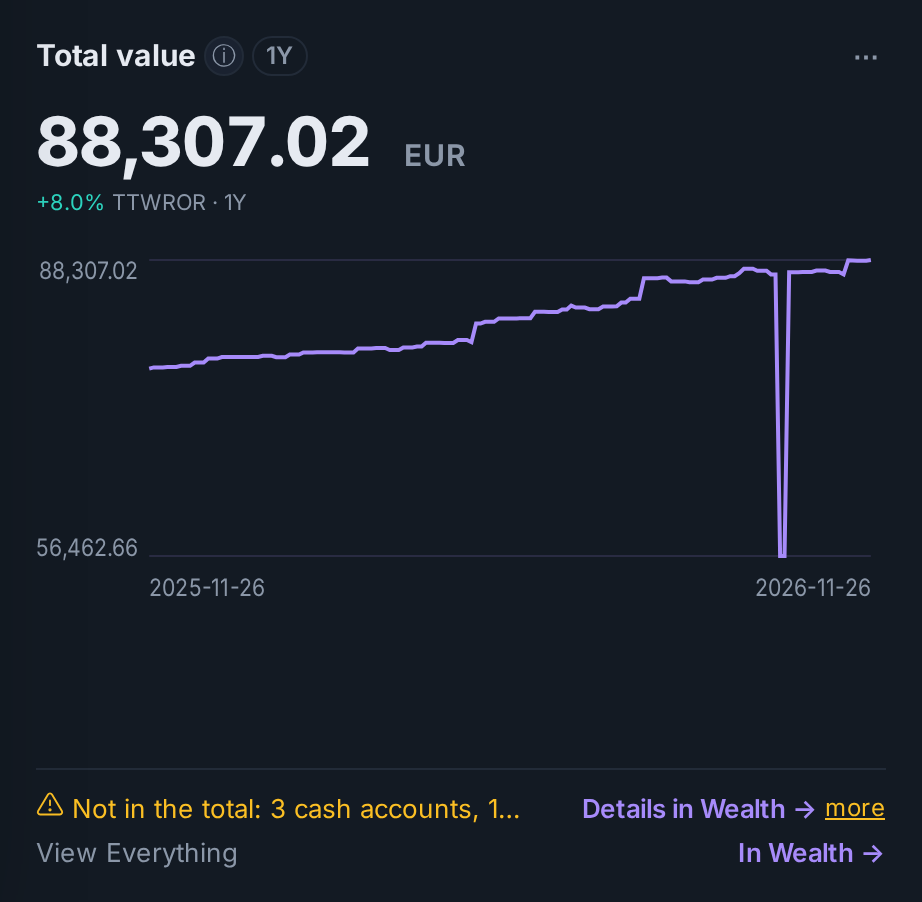 Total value ⓘ 1Y ...
88,307.02 EUR
+8.0% TTWROR · 1Y
88,307.02
56,462.66
2025-11-26 2026-11-26
Not in the total: 3 cash accounts, 1... Details in Wealth → more
View Everything In Wealth →